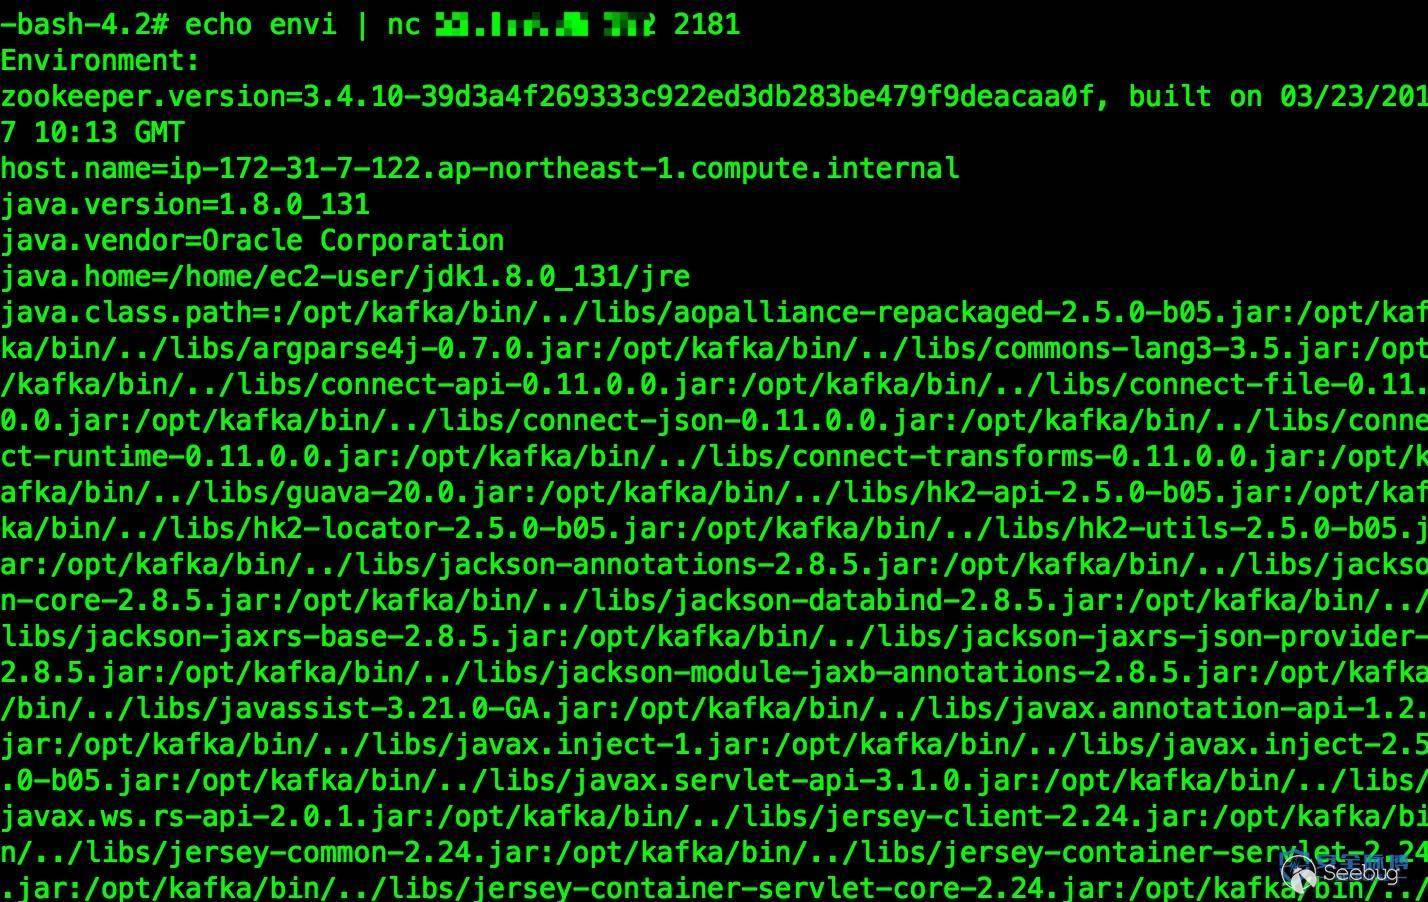 -bash-4.2# echo envi | nc 2181
Environment:
zookeeper.version=3.4.10-39d3a4f269333c922ed3db283be479f9deacaa0f, built on 03/23/201
7 10:13 GMT
host.name=ip-172-31-7-122.ap-northeast-1.compute.internal
java.version=1.8.0_131
java.vendor=Oracle Corporation
java.home=/home/ec2-user/jdk1.8.0_131/jre
java.class.path=:/opt/kafka/bin/../libs/aopalliance-repackaged-2.5.0-b05.jar:/opt/kaf
ka/bin/../libs/argparse4j-0.7.0.jar:/opt/kafka/bin/../libs/commons-lang3-3.5.jar:/opt
/kafka/bin/../libs/connect-api-0.11.0.0.jar:/opt/kafka/bin/../libs/connect-file-0.11.
0.0.jar:/opt/kafka/bin/../libs/connect-json-0.11.0.0.jar:/opt/kafka/bin/../libs/conne
ct-runtime-0.11.0.0.jar:/opt/kafka/bin/../libs/connect-transforms-0.11.0.0.jar:/opt/k
afka/bin/../libs/guava-20.0.jar:/opt/kafka/bin/../libs/hk2-api-2.5.0-b05.jar:/opt/kaf
ka/bin/../libs/hk2-locator-2.5.0-b05.jar:/opt/kafka/bin/../libs/hk2-utils-2.5.0-b05.j
ar:/opt/kafka/bin/../libs/jackson-annotations-2.8.5.jar:/opt/kafka/bin/../libs/jackso
n-core-2.8.5.jar:/opt/kafka/bin/../libs/jackson-databind-2.8.5.jar:/opt/kafka/bin/../
libs/jackson-jaxrs-base-2.8.5.jar:/opt/kafka/bin/../libs/jackson-jaxrs-json-provider-
2.8.5.jar:/opt/kafka/bin/../libs/jackson-module-jaxb-annotations-2.8.5.jar:/opt/kafka
/bin/../libs/javassist-3.21.0-GA.jar:/opt/kafka/bin/../libs/javax.annotation-api-1.2.
jar:/opt/kafka/bin/../libs/javax.inject-1.jar:/opt/kafka/bin/../libs/javax.inject-2.5
.0-b05.jar:/opt/kafka/bin/../libs/javax.servlet-api-3.1.0.jar:/opt/kafka/bin/../libs/
javax.ws.rs-api-2.0.1.jar:/opt/kafka/bin/../libs/jersey-client-2.24.jar:/opt/kafka/bi
n/../libs/jersey-common-2.24.jar:/opt/kafka/bin/../libs/jersey-container-servlet-2.24
.jar:/opt/kafka/bin/../libs/jersey-container-servlet-core-2.24.jar:/opt/kafka/bin/../
Seebug